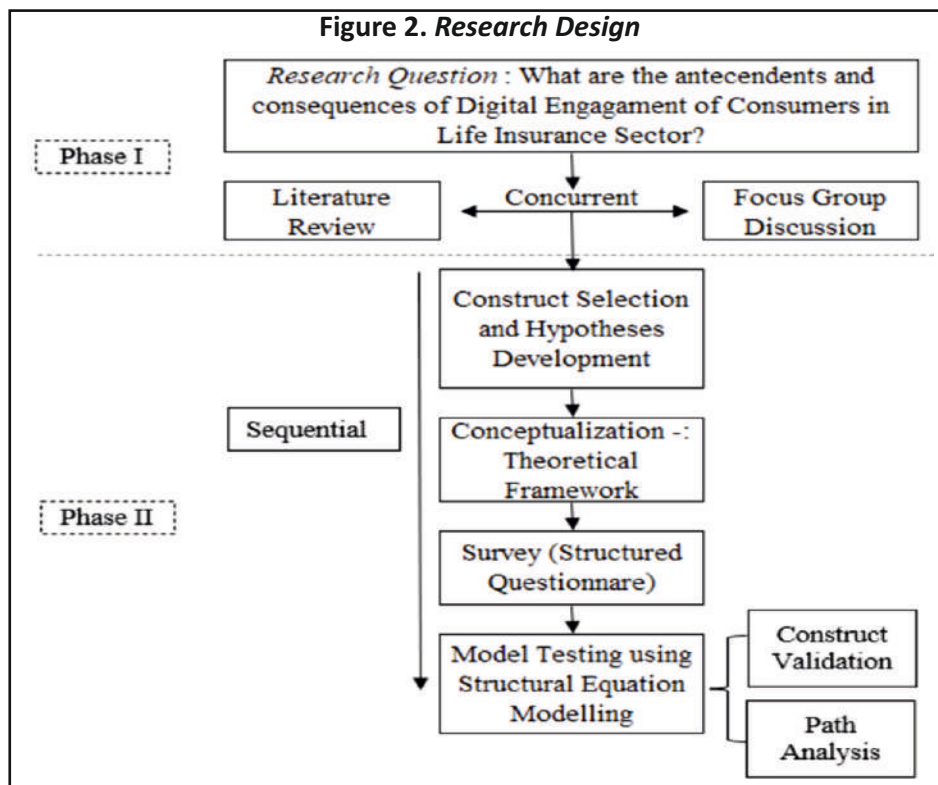 Figure 2. Research Design
Research Question : What are the antecendents and
consequences of Digital Engagament of Consumers in
Life Insurance Sector?
Phase I
Literature
Review
Concurrent
Focus Group
Discussion
Construct Selection
and Hypotheses
Development
Sequential
Conceptualization -:
Theoretical
Framework
Phase II
Survey (Structured
Questionnare)
Model Testing using
Structural Equation
Modelling
Construct
Validation
Path
Analysis